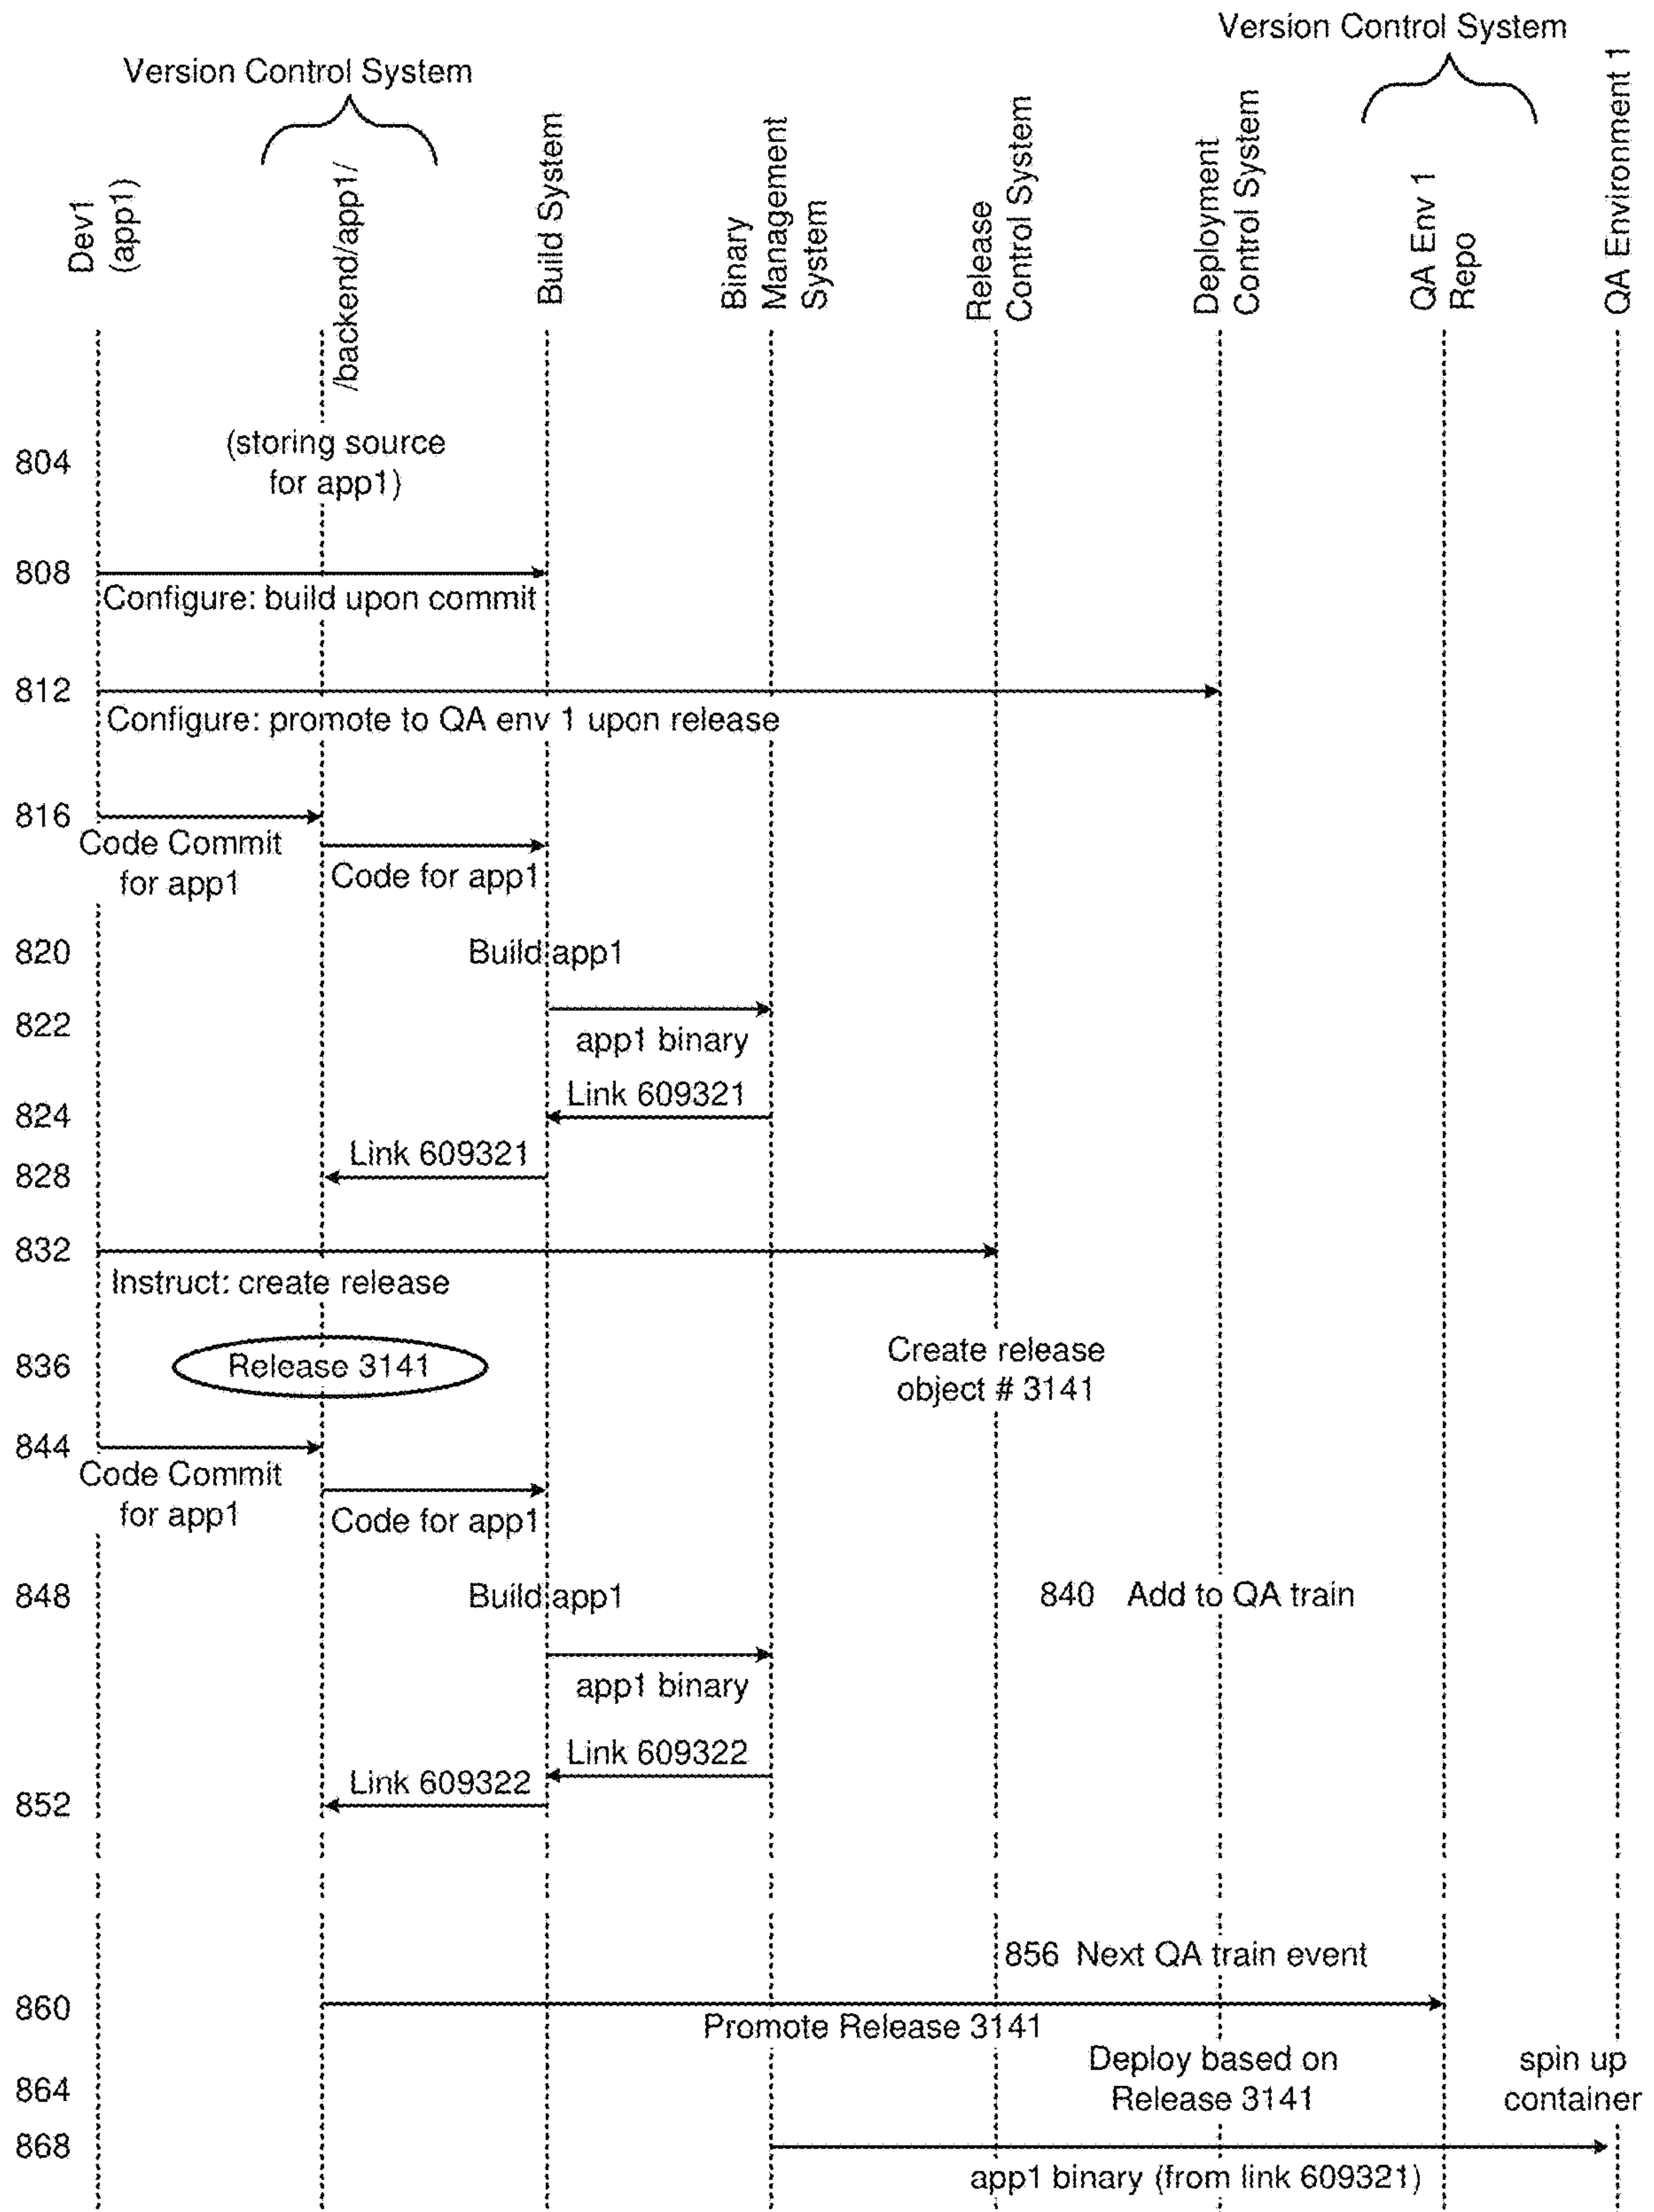 Version Control System
Version Control System
Dev1
(app1)
/backend/app1/
Build System
Binary
Management
System
Release
Control System
Deployment
Control System
QA Env 1
Repo
QA Environment 1
804
(storing source
for app1)
808
Configure: build upon commit
812
Configure: promote to QA env 1 upon release
816
Code Commit
for app1
Code for app1
820
Build app1
822
app1 binary
Link 609321
824
Link 609321
828
832
Instruct: create release
836
Release 3141
Create release
object # 3141
844
Code Commit
for app1
Code for app1
848
Build app1
840 Add to QA train
app1 binary
Link 609322
Link 609322
852
856 Next QA train event
860
Promote Release 3141
864
Deploy based on
Release 3141
spin up
container
868
app1 binary (from link 609321)